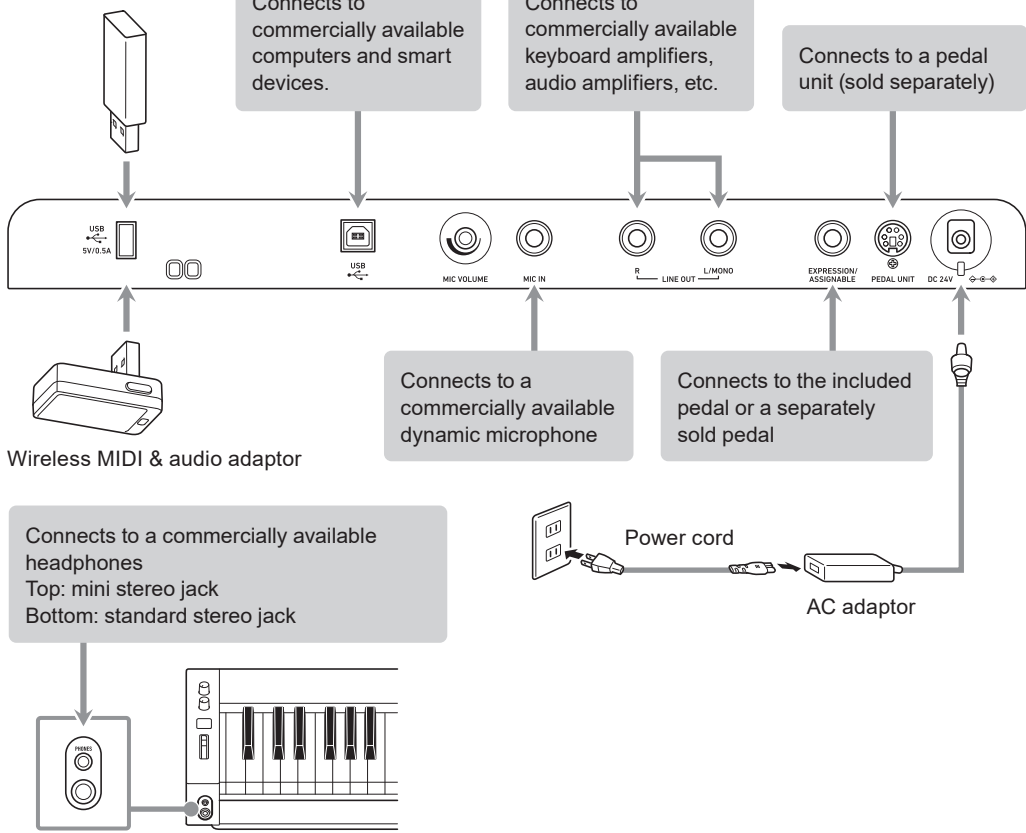 Connects to
commercially available
computers and smart
devices.
Connects to
commercially available
keyboard amplifiers,
audio amplifiers, etc.
Connects to a pedal
unit (sold separately)
USB
5V/0.5A
USB
MIC VOLUME
MIC IN
R
LINE OUT
L/MONO
EXPRESSION/
ASSIGNABLE
PEDAL UNIT
DC 24V
Connects to a
commercially available
dynamic microphone
Connects to the included
pedal or a separately
sold pedal
Wireless MIDI & audio adaptor
Connects to a commercially available
headphones
Top: mini stereo jack
Bottom: standard stereo jack
Power cord
AC adaptor
PHONES